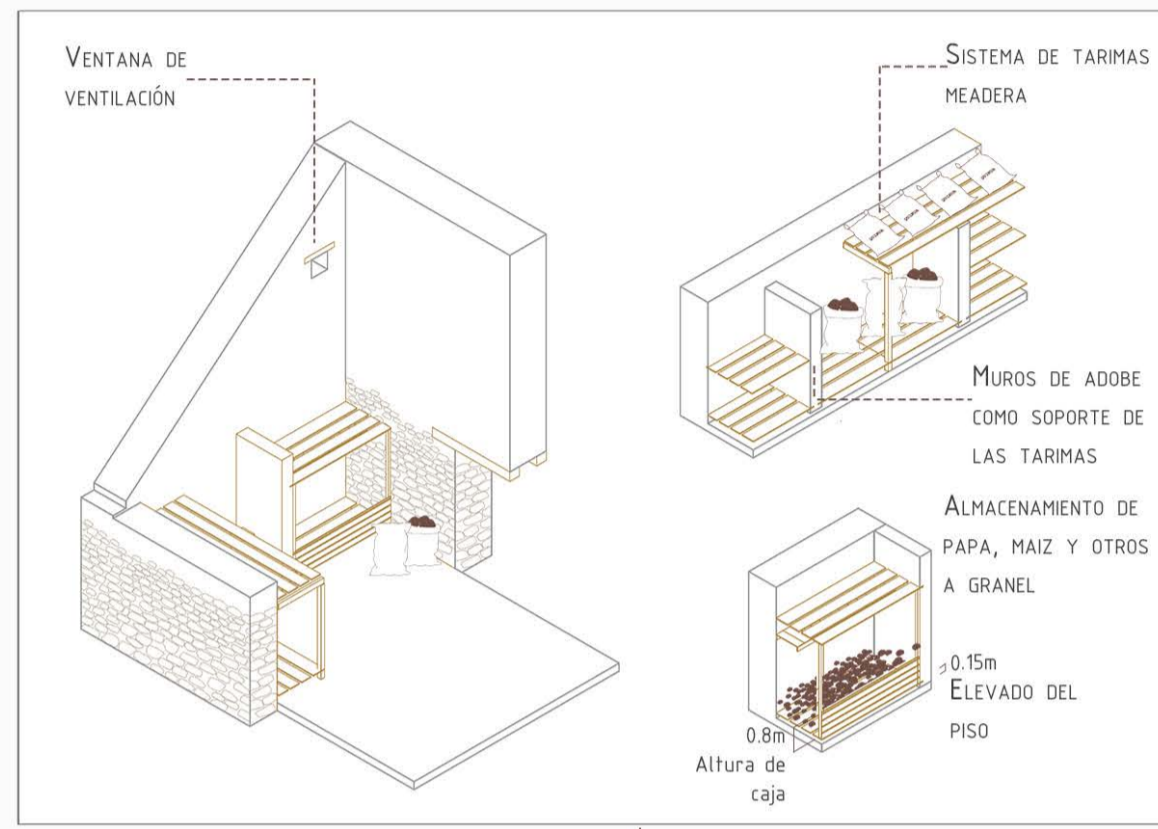 VENTANA DE
VENTILACIÓN
SISTEMA DE TARIMAS
MEADERA
MUROS DE ADOBE
COMO SOPORTE DE
LAS TARIMAS
ALMACENAMIENTO DE
PAPA, MAIZ Y OTROS
A GRANEL
0.15m
ELEVADO DEL
PISO
0.8m
Altura de
caja